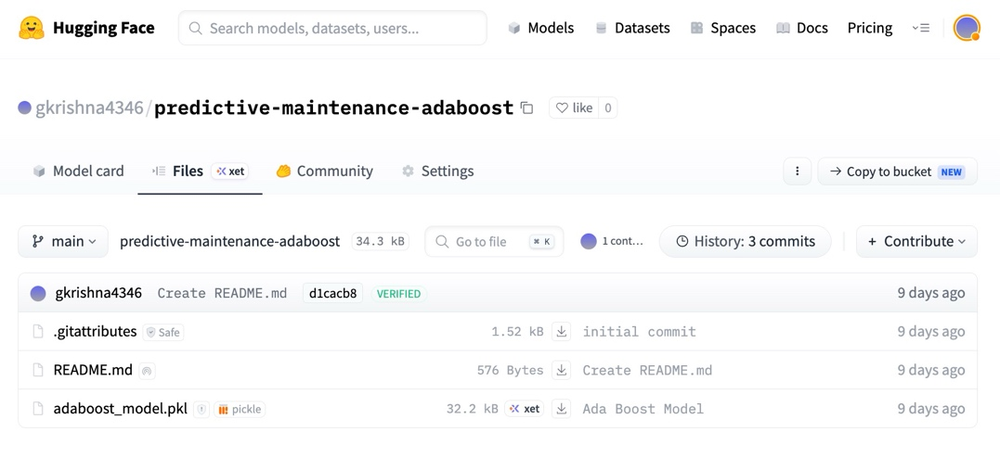 Hugging Face Search models, datasets, users... Models Datasets Spaces Docs Pricing
gkrishna4346/predictive-maintenance-adaboost like 0
Model card Files xet Community Settings Copy to bucket NEW
main predictive-maintenance-adaboost 34.3 kB Go to file ⌘ K 1 cont... History: 3 commits + Contribute
gkrishna4346 Create README.md d1cacb8 VERIFIED 9 days ago
.gitattributes Safe 1.52 kB initial commit 9 days ago
README.md 576 Bytes Create README.md 9 days ago
adaboost_model.pkl pickle 32.2 kB xet Ada Boost Model 9 days ago